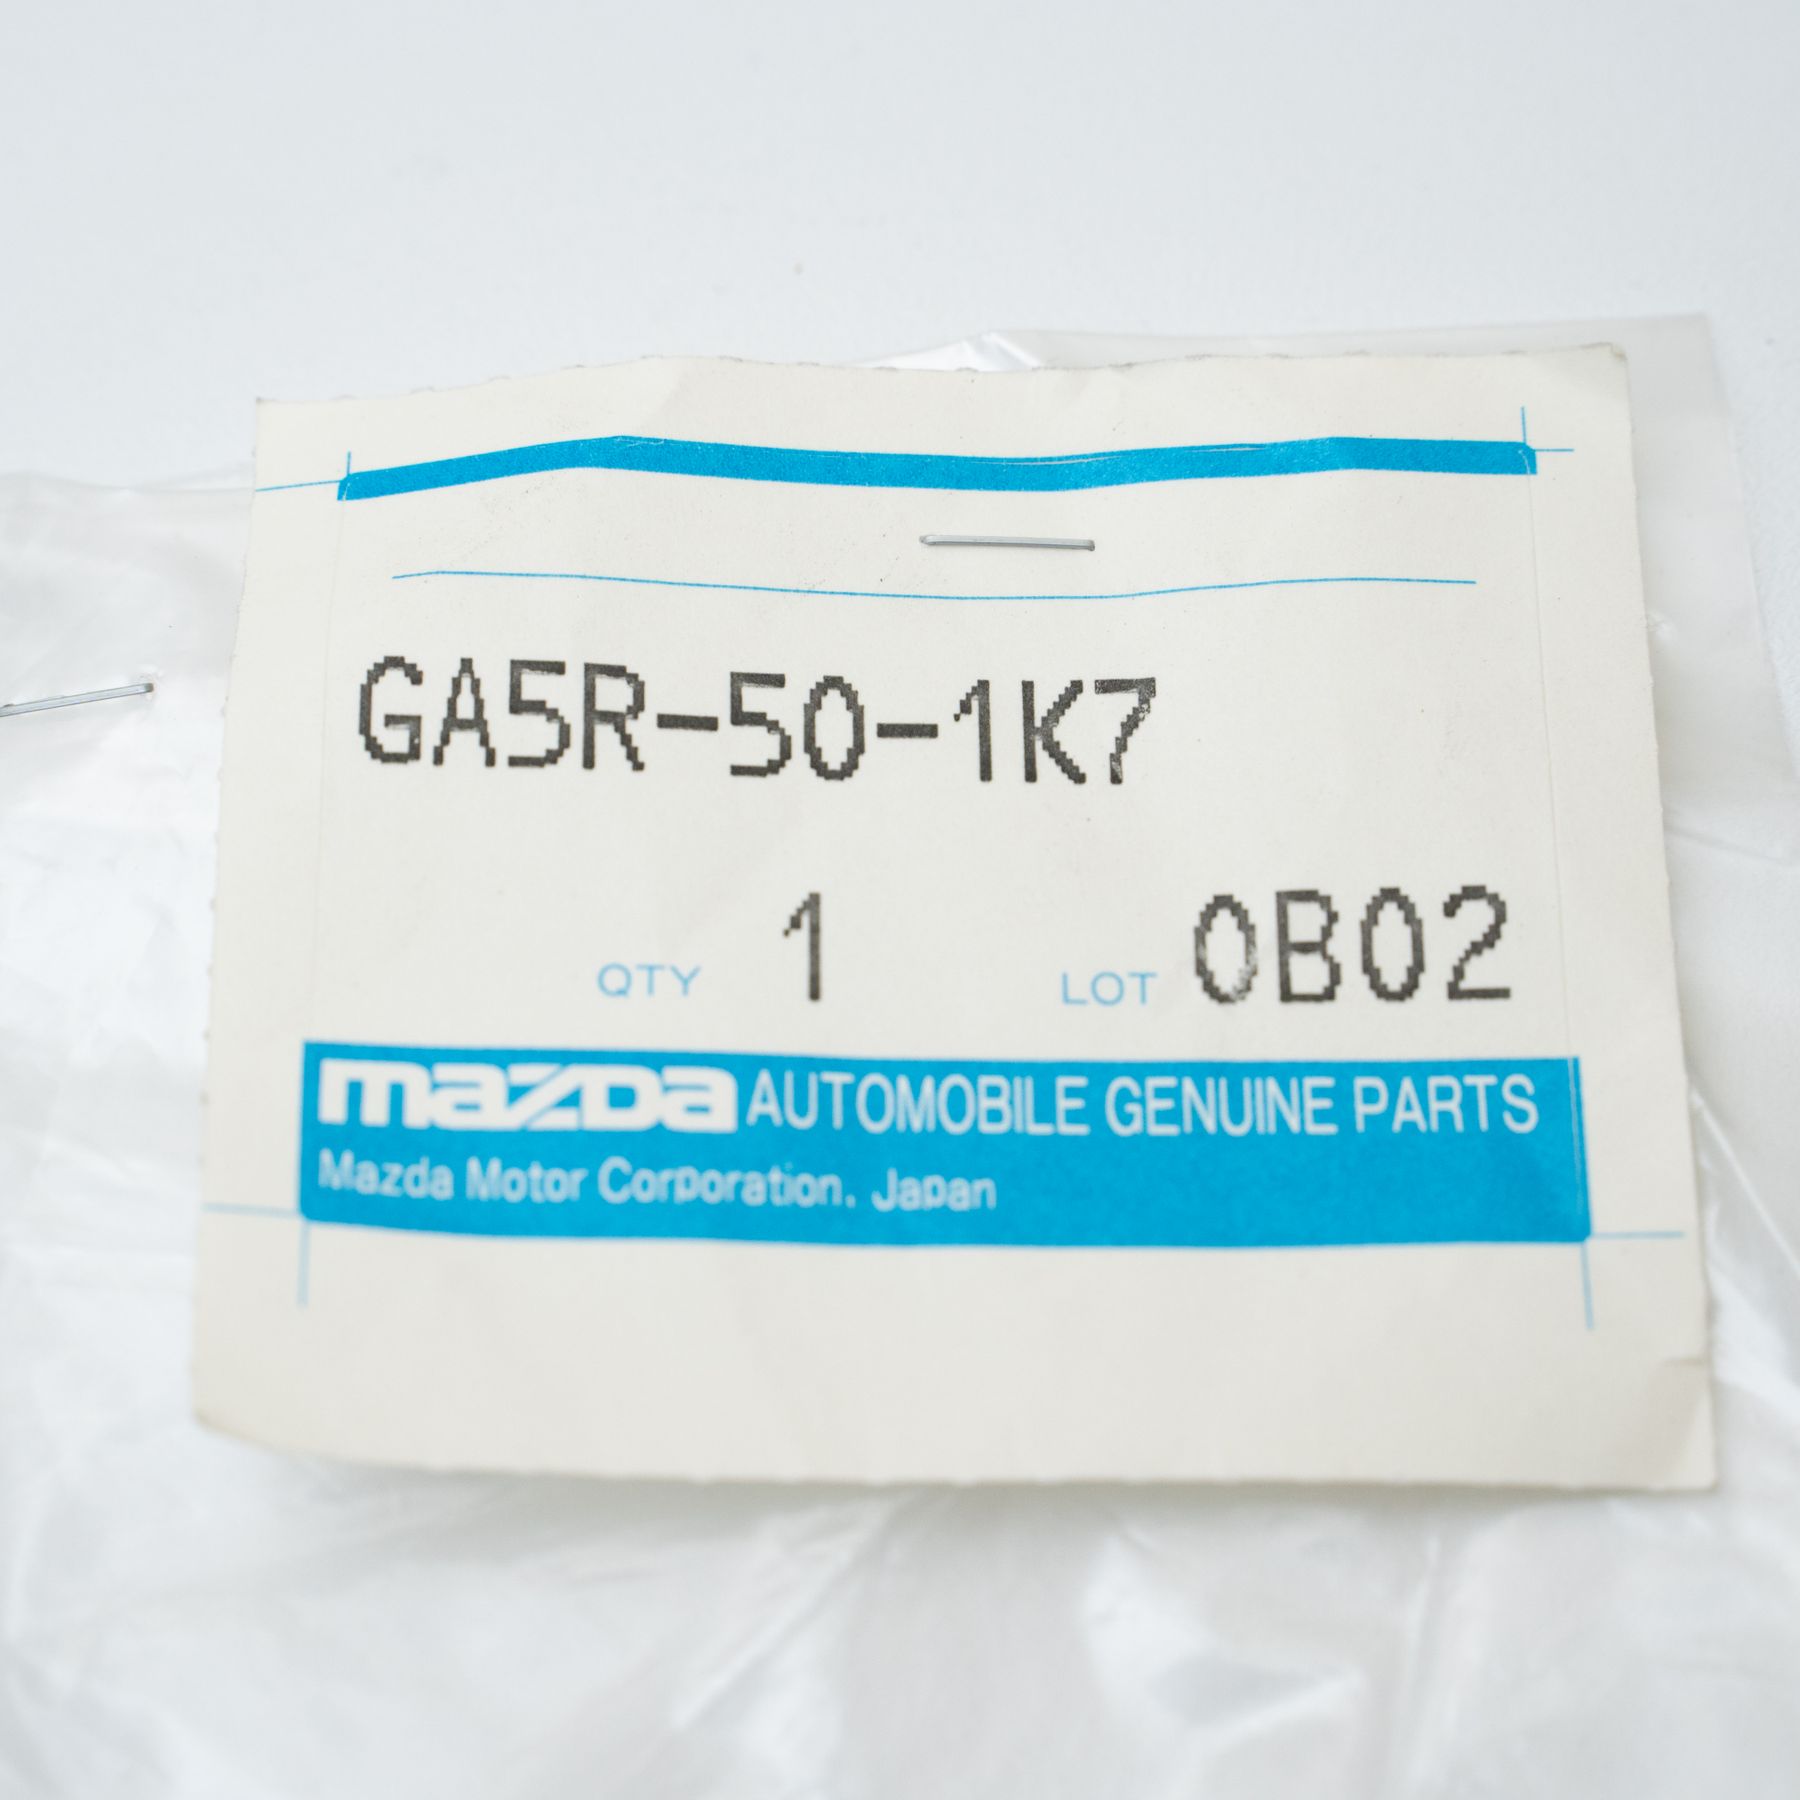 GA5R-50-1K7
QTY 1 LOT 0B02
mazda AUTOMOBILE GENUINE PARTS
Mazda Motor Corporation. Japan